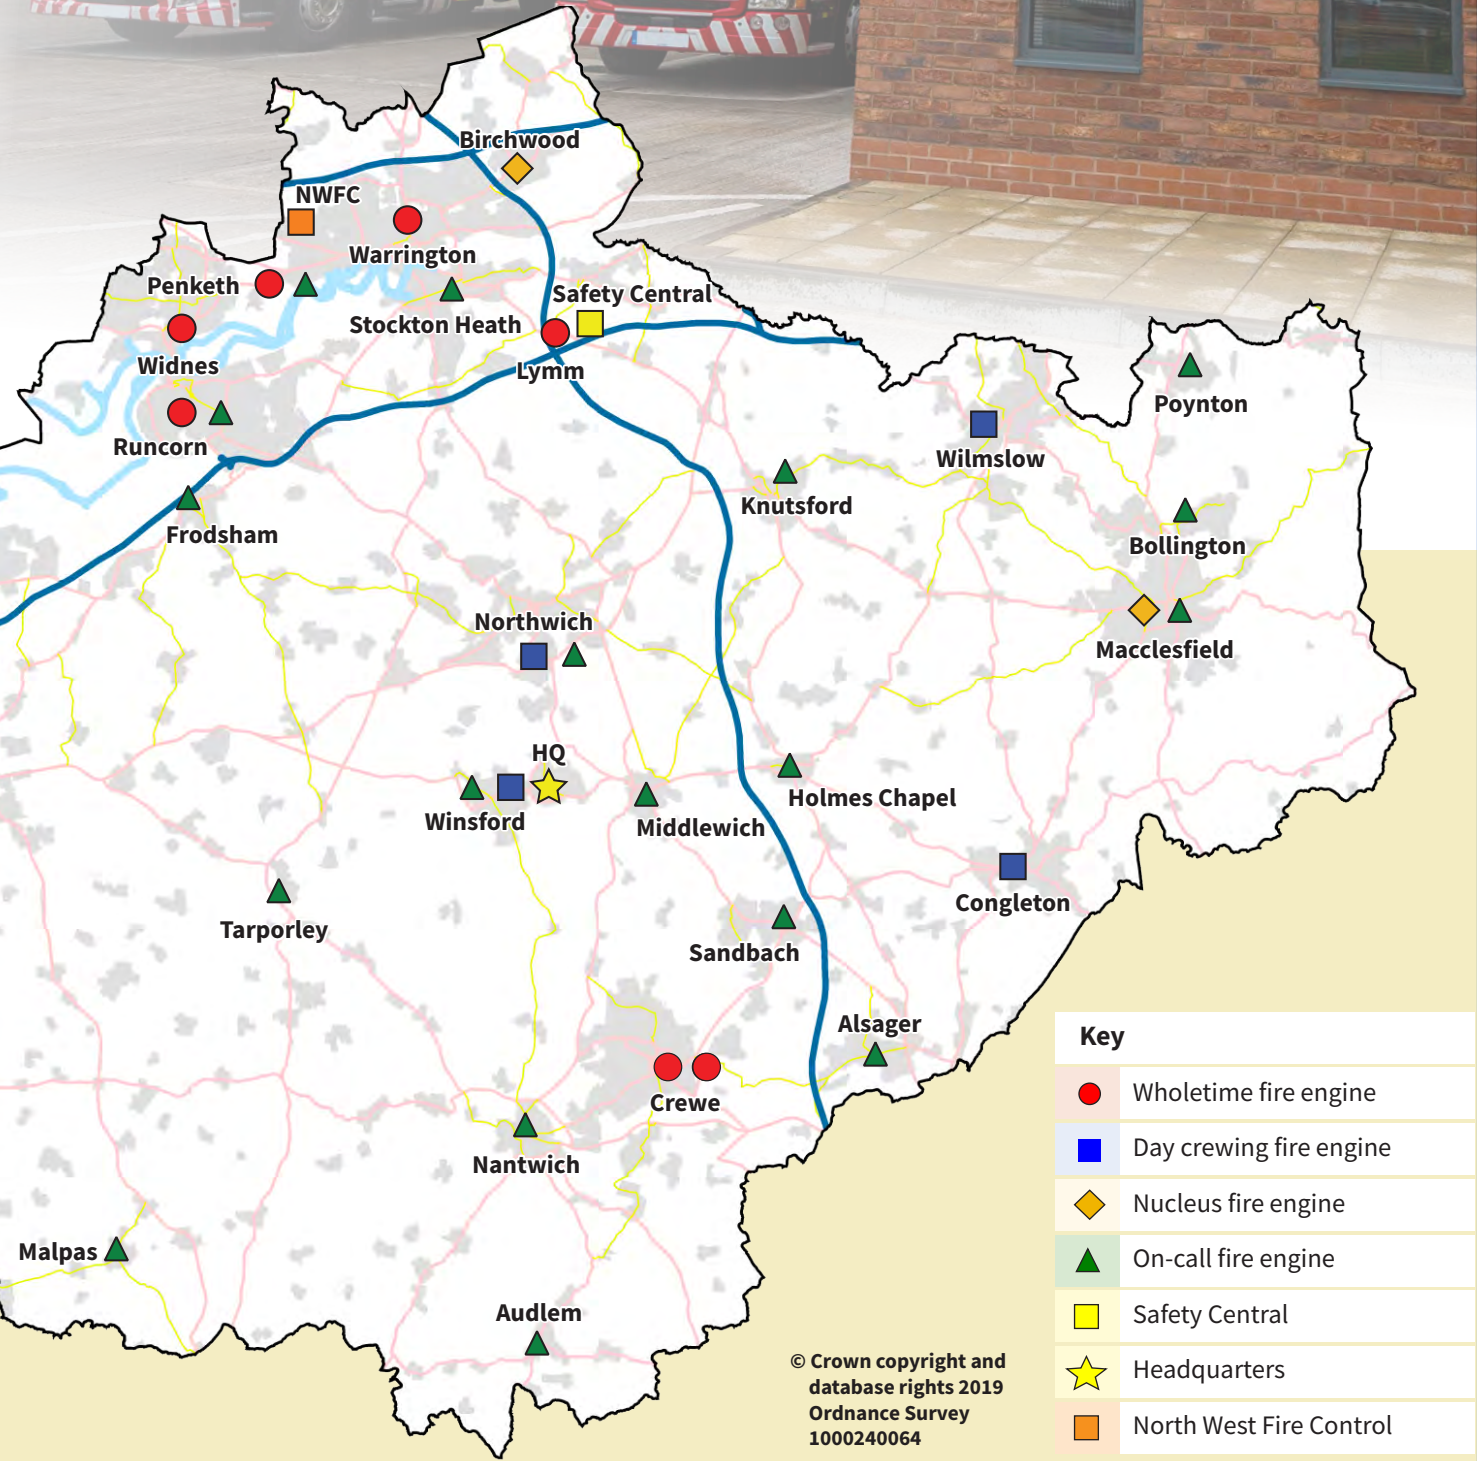 Birchwood
NWFC
Warrington
Penketh
Safety Central
Stockton Heath
Widnes
Lymm
Poynton
Runcorn
Wilmslow
Knutsford
Frodsham
Bollington
Northwich
Macclesfield
HQ
Holmes Chapel
Winsford
Middlewich
Congleton
Tarporley
Sandbach
Alsager
Crewe
Nantwich
Malpas
Audlem
Key
Wholetime fire engine
Day crewing fire engine
Nucleus fire engine
On-call fire engine
Safety Central
Headquarters
North West Fire Control
© Crown copyright and
database rights 2019
Ordnance Survey
1000240064